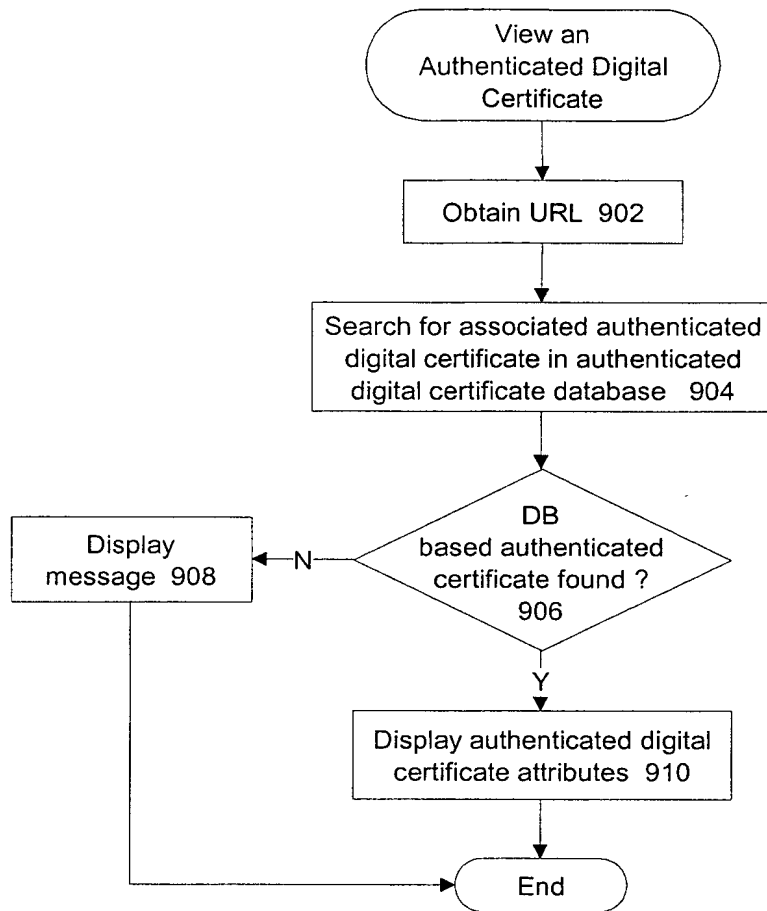 View an
Authenticated Digital
Certificate
Obtain URL 902
Search for associated authenticated
digital certificate in authenticated
digital certificate database 904
DB
based authenticated
certificate found ?
906
N
Display
message 908
Y
Display authenticated digital
certificate attributes 910
End